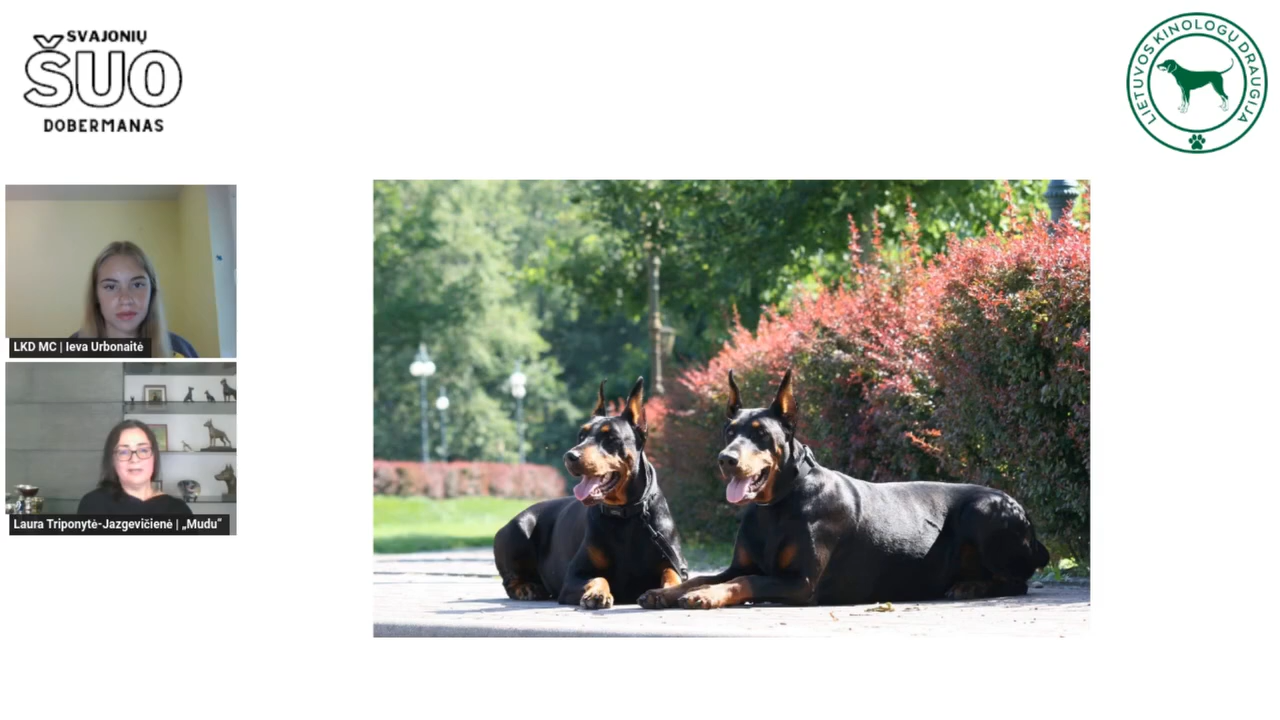 SVAJONIŲ
ŠUO
DOBERMANAS
LIETUVOS KINOLOGŲ DRAUGIJA
LKD MC | Ieva Urbonaitė
Laura Triponytė-Jazgevičienė | „Mudu“